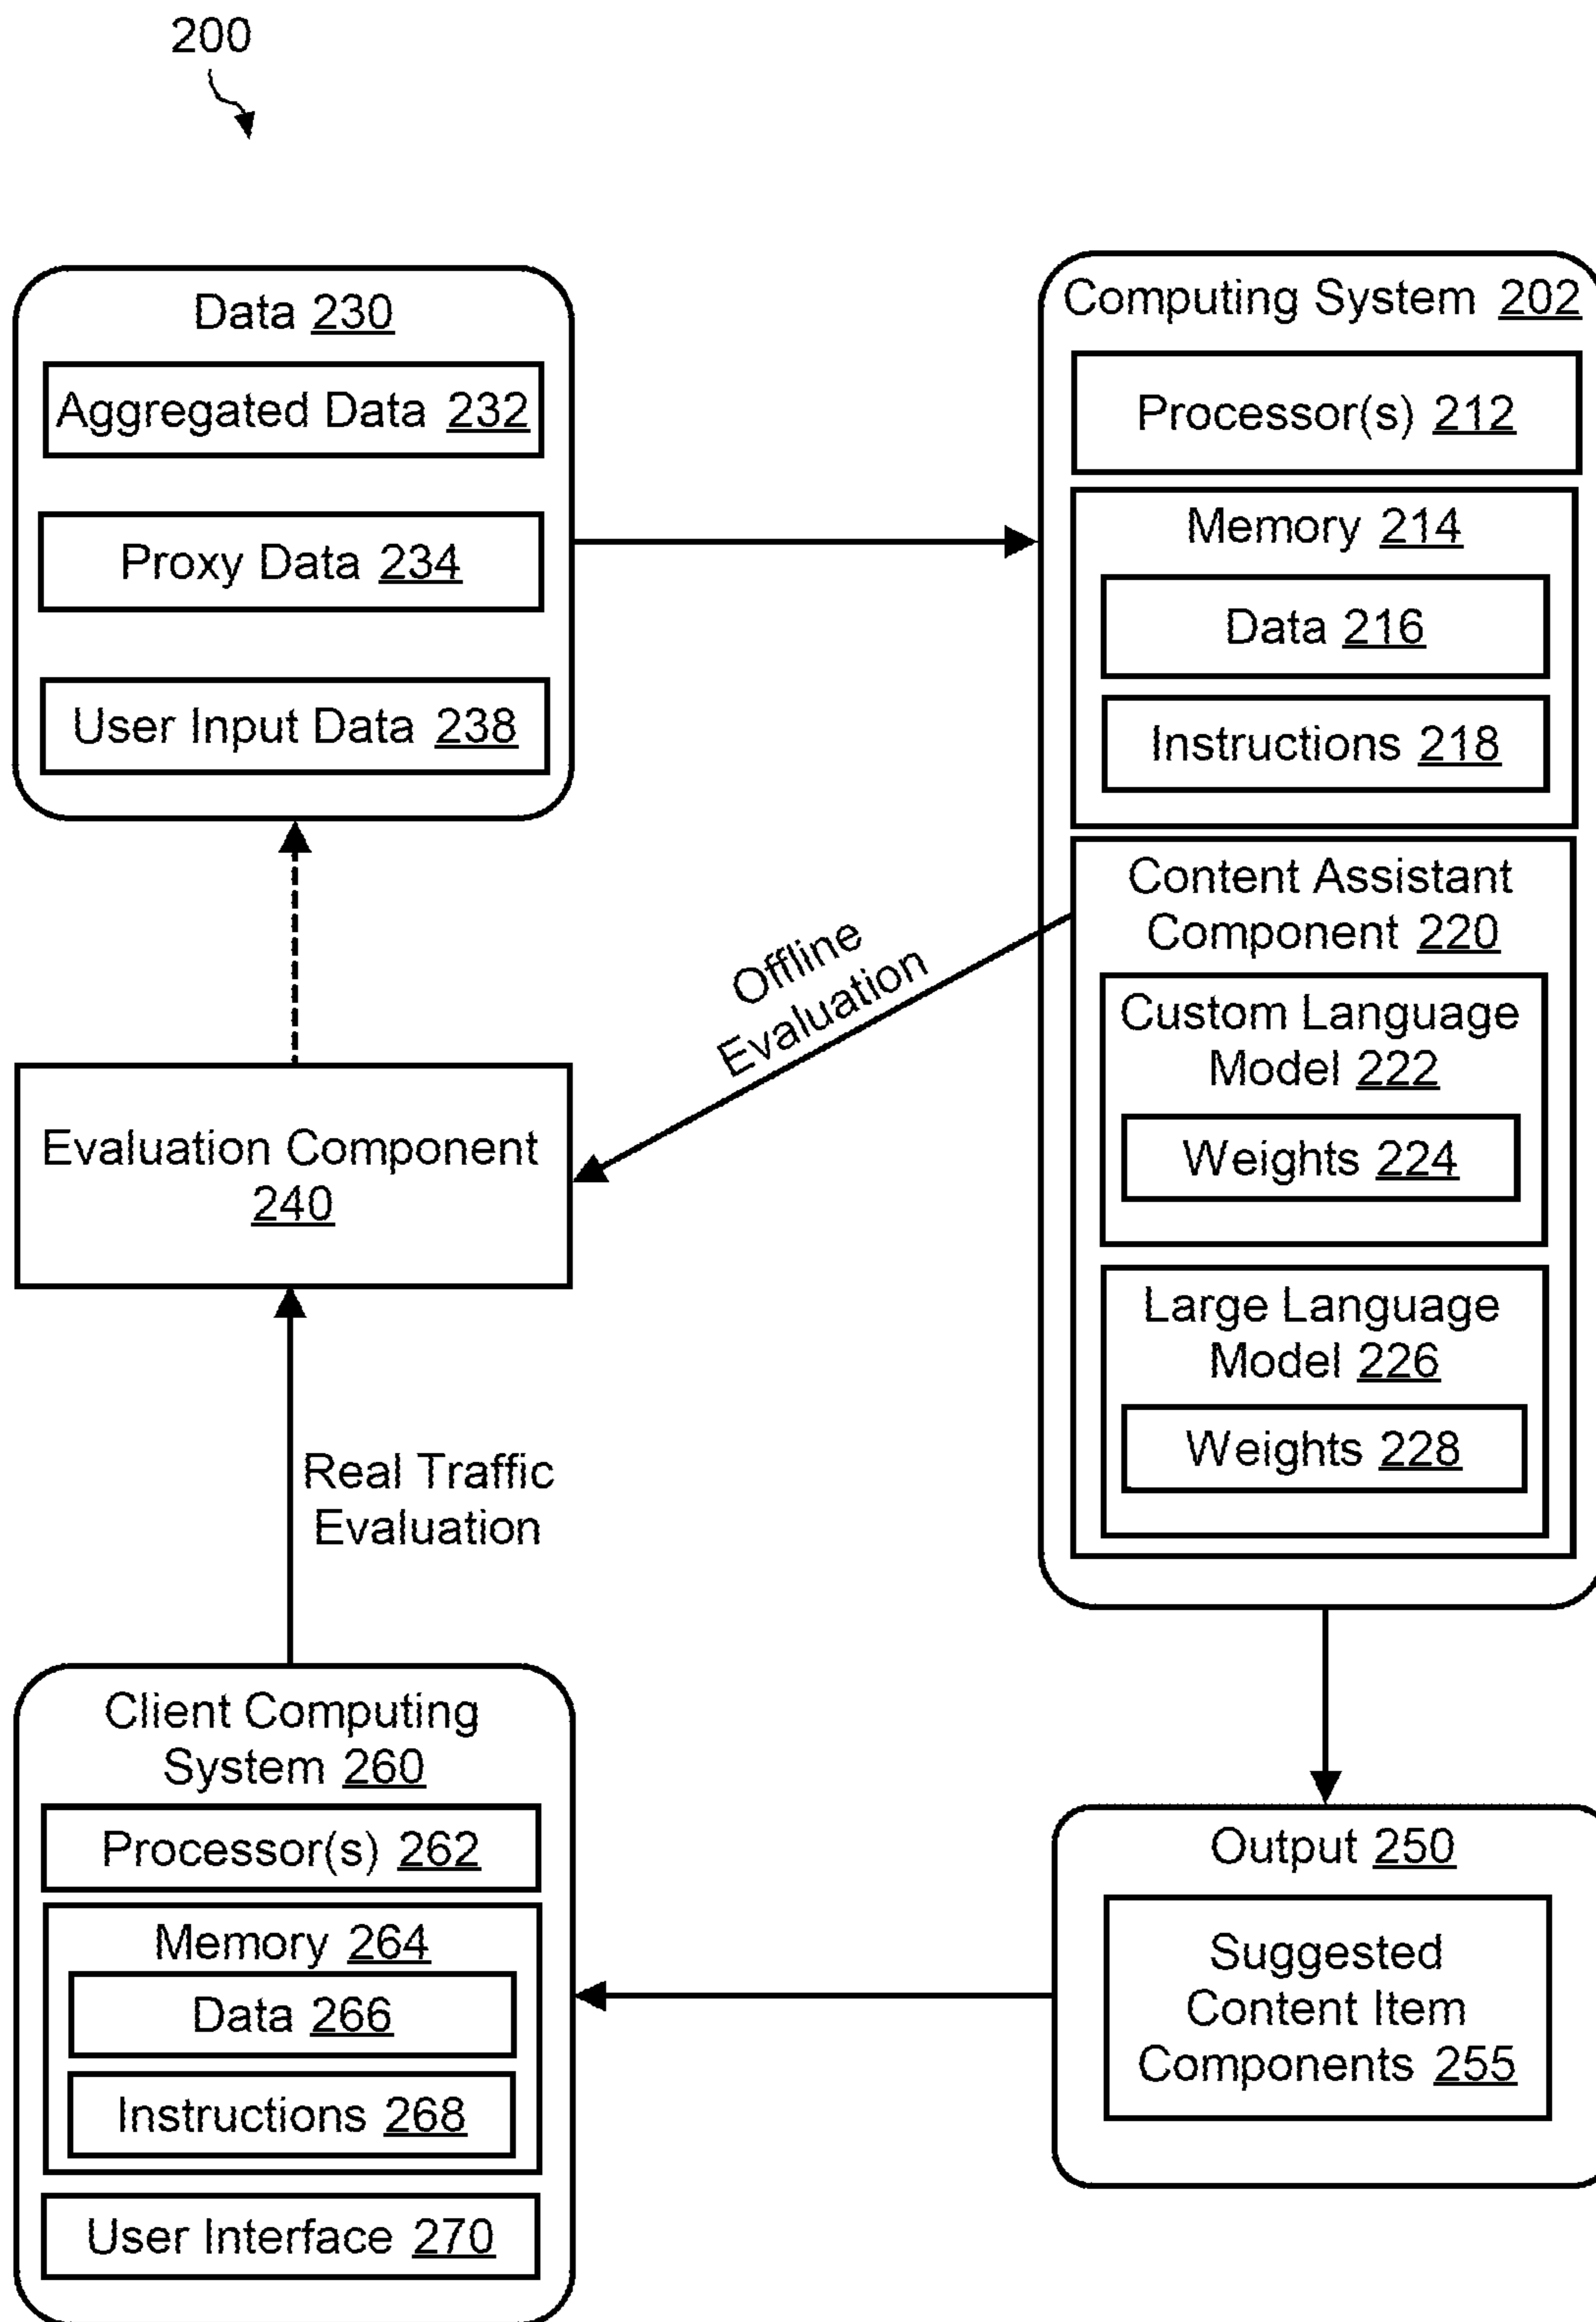 200
Data 230
Aggregated Data 232
Proxy Data 234
User Input Data 238
Computing System 202
Processor(s) 212
Memory 214
Data 216
Instructions 218
Content Assistant
Component 220
Custom Language
Model 222
Weights 224
Large Language
Model 226
Weights 228
Offline
Evaluation
Evaluation Component
240
Real Traffic
Evaluation
Client Computing
System 260
Processor(s) 262
Memory 264
Data 266
Instructions 268
User Interface 270
Output 250
Suggested
Content Item
Components 255